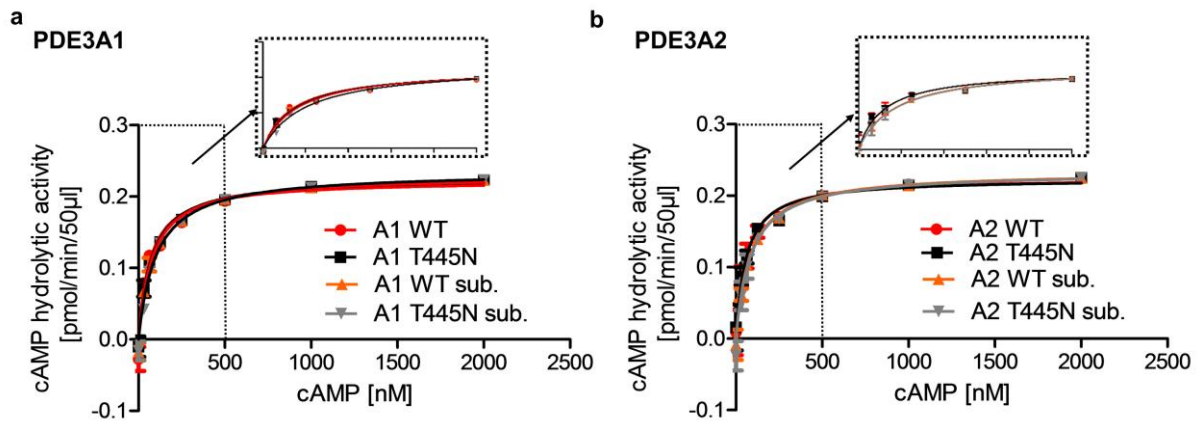 a
PDE3A1
cAMP hydrolytic activity
[pmol/min/50µl]
0.3
0.2
0.1
0.0
-0.1
500
1000
1500
2000
2500
cAMP [nM]
A1 WT
A1 T445N
A1 WT sub.
A1 T445N sub.
b
PDE3A2
cAMP hydrolytic activity
[pmol/min/50µl]
0.3
0.2
0.1
0.0
-0.1
500
1000
1500
2000
2500
cAMP [nM]
A2 WT
A2 T445N
A2 WT sub.
A2 T445N sub.